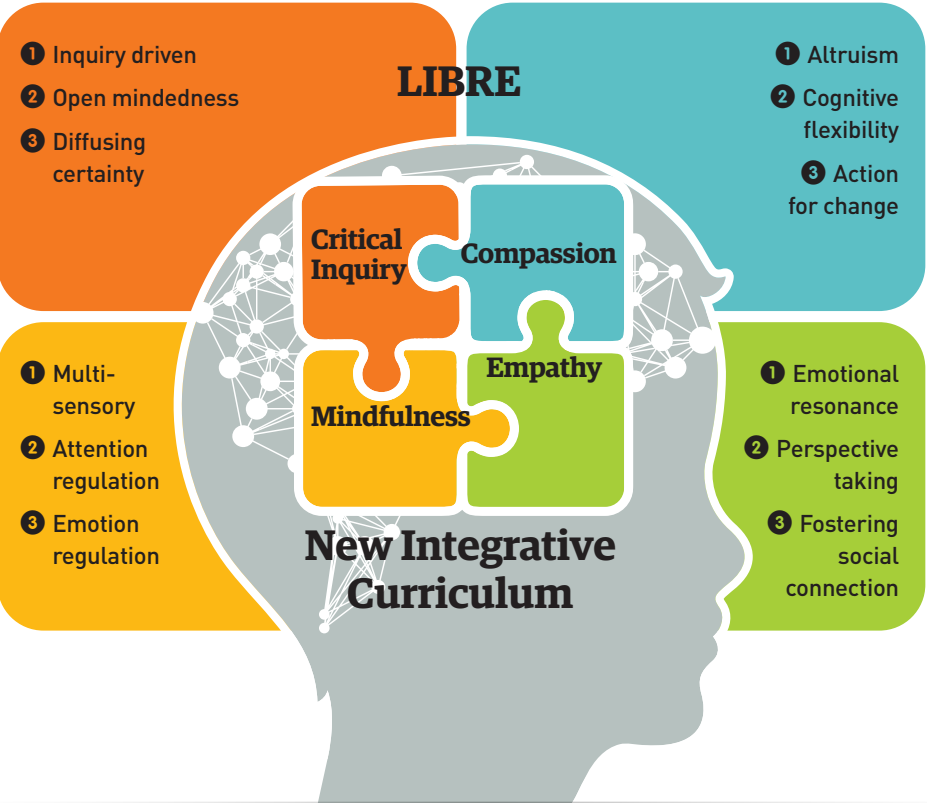 LIBRE
❶ Inquiry driven
❷ Open mindedness
❸ Diffusing
certainty
❶ Altruism
❷ Cognitive
flexibility
❸ Action
for change
Critical
Inquiry
Compassion
Mindfulness
Empathy
❶ Multi-
sensory
❷ Attention
regulation
❸ Emotion
regulation
❶ Emotional
resonance
❷ Perspective
taking
❸ Fostering
social
connection
New Integrative
Curriculum